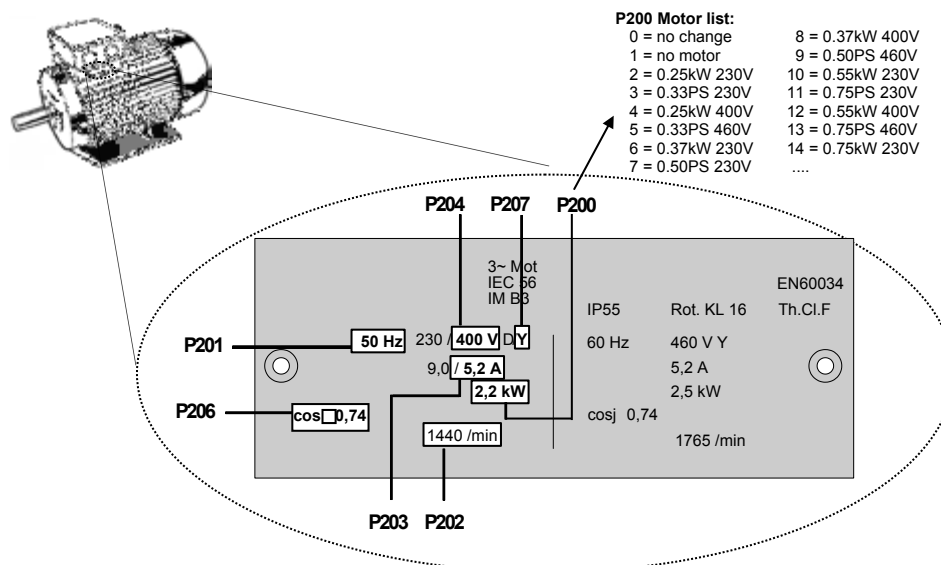 P200 Motor list:
0 = no change
1 = no motor
2 = 0.25kW 230V
3 = 0.33PS 230V
4 = 0.25kW 400V
5 = 0.33PS 460V
6 = 0.37kW 230V
7 = 0.50PS 230V
8 = 0.37kW 400V
9 = 0.50PS 460V
10 = 0.55kW 230V
11 = 0.75PS 230V
12 = 0.55kW 400V
13 = 0.75PS 460V
14 = 0.75kW 230V
....
P204 P207 P200
3~ Mot
IEC 56
IM B3
EN60034
IP55 Rot. KL 16 Th.Cl.F
P201 50 Hz 230 / 400 V D/Y 60 Hz 460 V Y
9,0 / 5,2 A 5,2 A
2,2 kW 2,5 kW
P206 cos□0,74 cosj 0,74
1440 /min 1765 /min
P203 P202